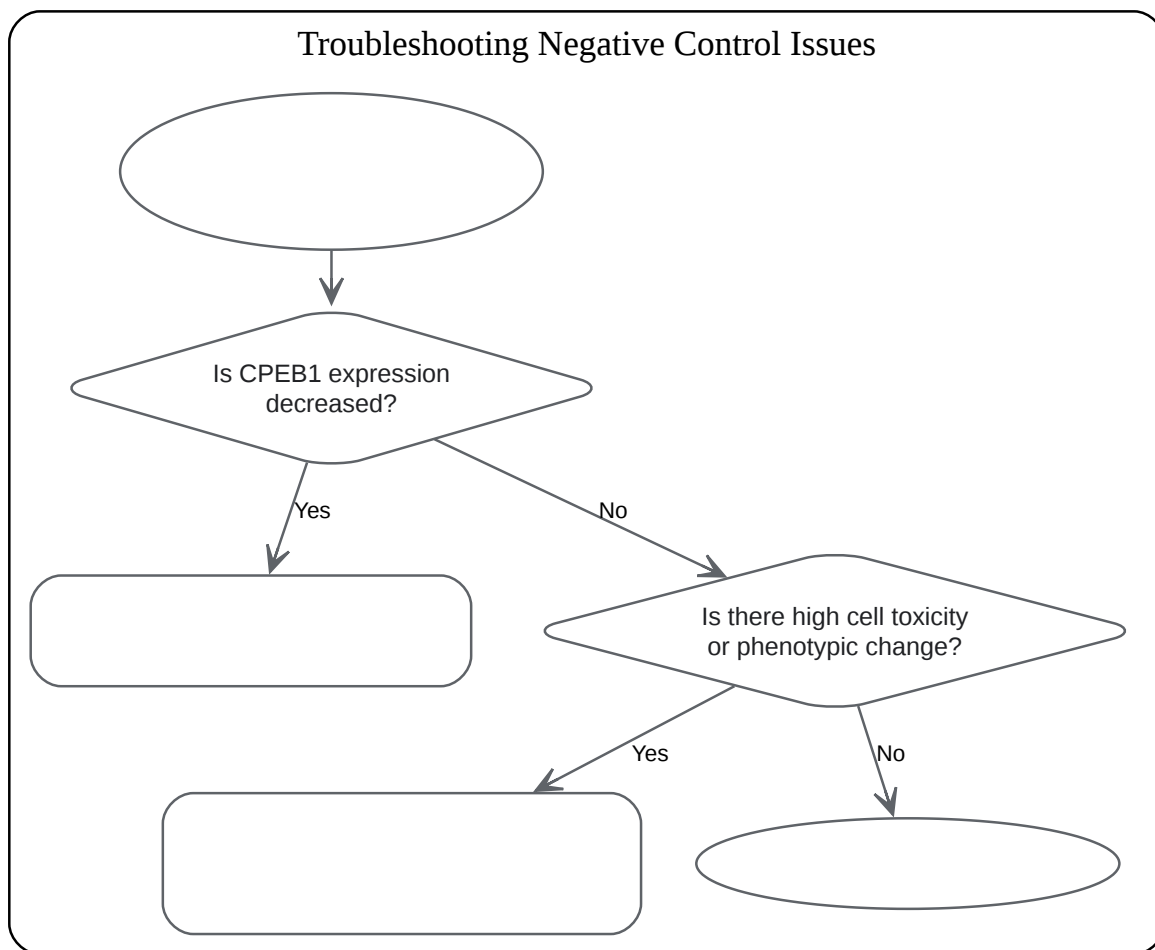 Troubleshooting Negative Control Issues
Is CPEB1 expression
decreased?
Yes
No
Is there high cell toxicity
or phenotypic change?
Yes
No